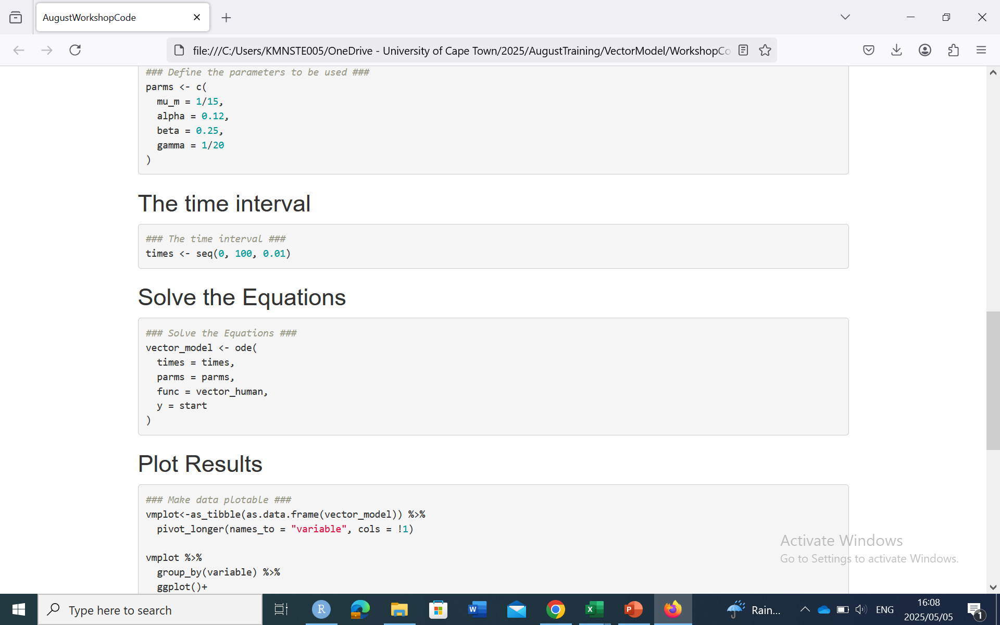 AugustWorkshopCode
file:///C:/Users/KMNSTE005/OneDrive - University of Cape Town/2025/AugustTraining/VectorModel/WorkshopCo
### Define the parameters to be used ###
parms <- c(
  mu_m = 1/15,
  alpha = 0.12,
  beta = 0.25,
  gamma = 1/20
)
The time interval
### The time interval ###
times <- seq(0, 100, 0.01)
Solve the Equations
### Solve the Equations ###
vector_model <- ode(
  times = times,
  parms = parms,
  func = vector_human,
  y = start
)
Plot Results
### Make data plotable ###
vmplot<-as_tibble(as.data.frame(vector_model)) %>%
  pivot_longer(names_to = "variable", cols = !1)
vmplot %>%
  group_by(variable) %>%
  ggplot()+
Activate Windows
Go to Settings to activate Windows.
Type here to search
R
W
X
P
Rain...
ENG
16:08
2025/05/05
1